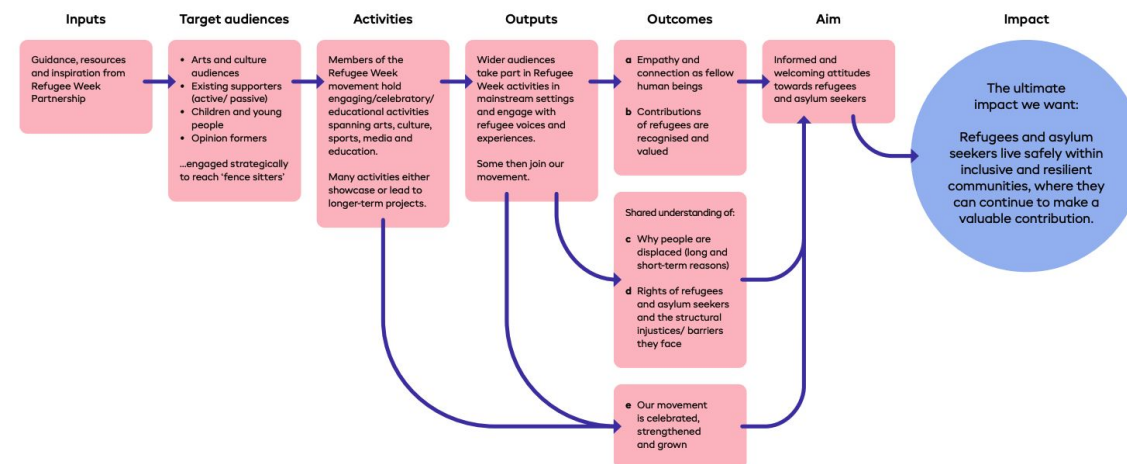 Inputs
Target audiences
Activities
Outputs
Outcomes
Aim
Impact
Guidance, resources
and inspiration from
Refugee Week
Partnership
• Arts and culture
audiences
• Existing supporters
(active/ passive)
• Children and young
people
• Opinion formers
...engaged strategically
to reach ‘fence sitters’
Members of the
Refugee Week
movement hold
engaging/celebratory/
educational activities
spanning arts, culture,
sports, media and
education.
Many activities either
showcase or lead to
longer-term projects.
Wider audiences
take part in Refugee
Week activities in
mainstream settings
and engage with
refugee voices and
experiences.
Some then join our
movement.
a Empathy and
connection as fellow
human beings
b Contributions
of refugees are
recognised and
valued
Shared understanding of:
c Why people are
displaced (long and
short-term reasons)
d Rights of refugees
and asylum seekers
and the structural
injustices/ barriers
they face
e Our movement
is celebrated,
strengthened
and grown
Informed and
welcoming attitudes
towards refugees
and asylum seekers
The ultimate
impact we want:
Refugees and asylum
seekers live safely within
inclusive and resilient
communities, where they
can continue to make a
valuable contribution.